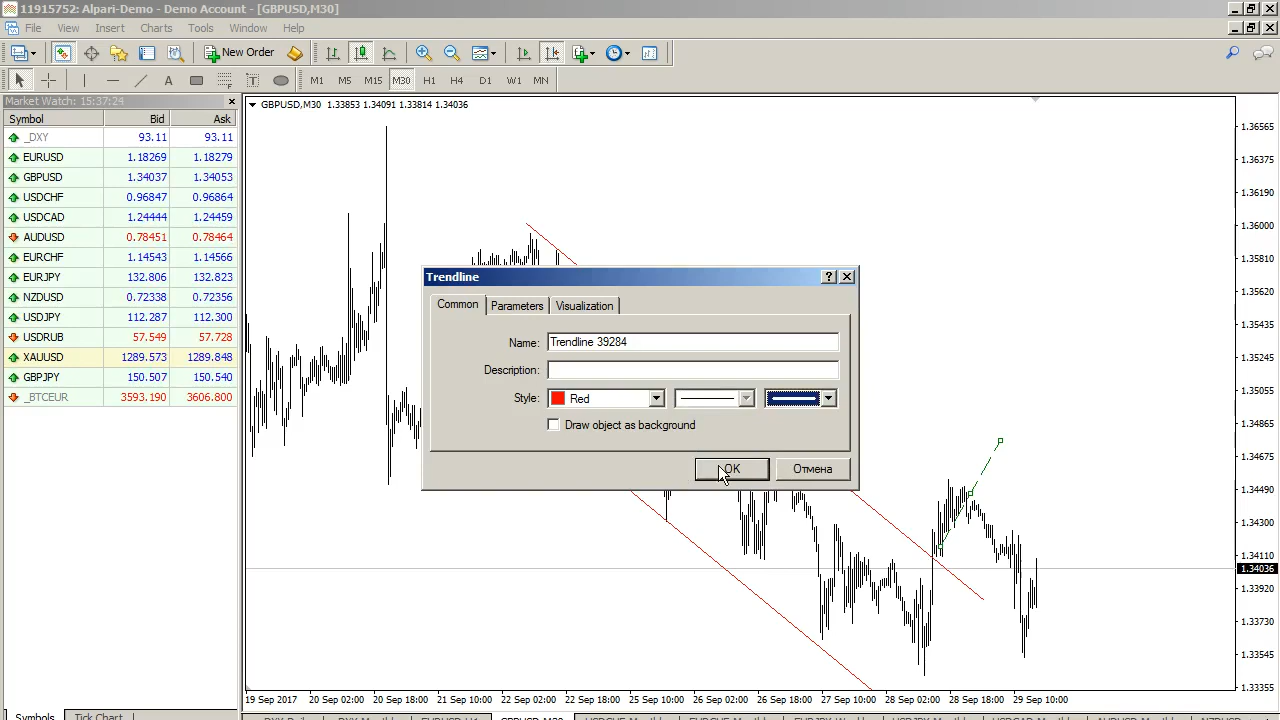 11915752: Alpari-Demo - Demo Account - [GBPUSD,M30]
File View Insert Charts Tools Window Help
New Order
A T M1 M5 M15 M30 H1 H4 D1 W1 MN
Market Watch: 15:37:24
Symbol Bid Ask
_DXY 93.11 93.11
EURUSD 1.18269 1.18279
GBPUSD 1.34037 1.34053
USDCHF 0.96847 0.96864
USDCAD 1.24444 1.24459
AUDUSD 0.78451 0.78464
EURCHF 1.14543 1.14566
EURJPY 132.806 132.823
NZDUSD 0.72338 0.72356
USDJPY 112.287 112.300
USDRUB 57.549 57.728
XAUUSD 1289.573 1289.848
GBPJPY 150.507 150.540
_BTCEUR 3593.190 3606.800
Symbols Tick Chart
GBPUSD,M30 1.33853 1.34091 1.33814 1.34036
Trendline
Common Parameters Visualization
Name: Trendline 39284
Description:
Style: Red
Draw object as background
OK Отмена
1.36565
1.36375
1.36190
1.36000
1.35810
1.35620
1.35435
1.35245
1.35055
1.34865
1.34675
1.34490
1.34300
1.34110
1.34036
1.33920
1.33730
1.33545
1.33355
19 Sep 2017 20 Sep 02:00 20 Sep 18:00 21 Sep 10:00 22 Sep 02:00 22 Sep 18:00 25 Sep 10:00 26 Sep 02:00 26 Sep 18:00 27 Sep 10:00 28 Sep 02:00 28 Sep 18:00 29 Sep 10:00
GBPUSD,M30